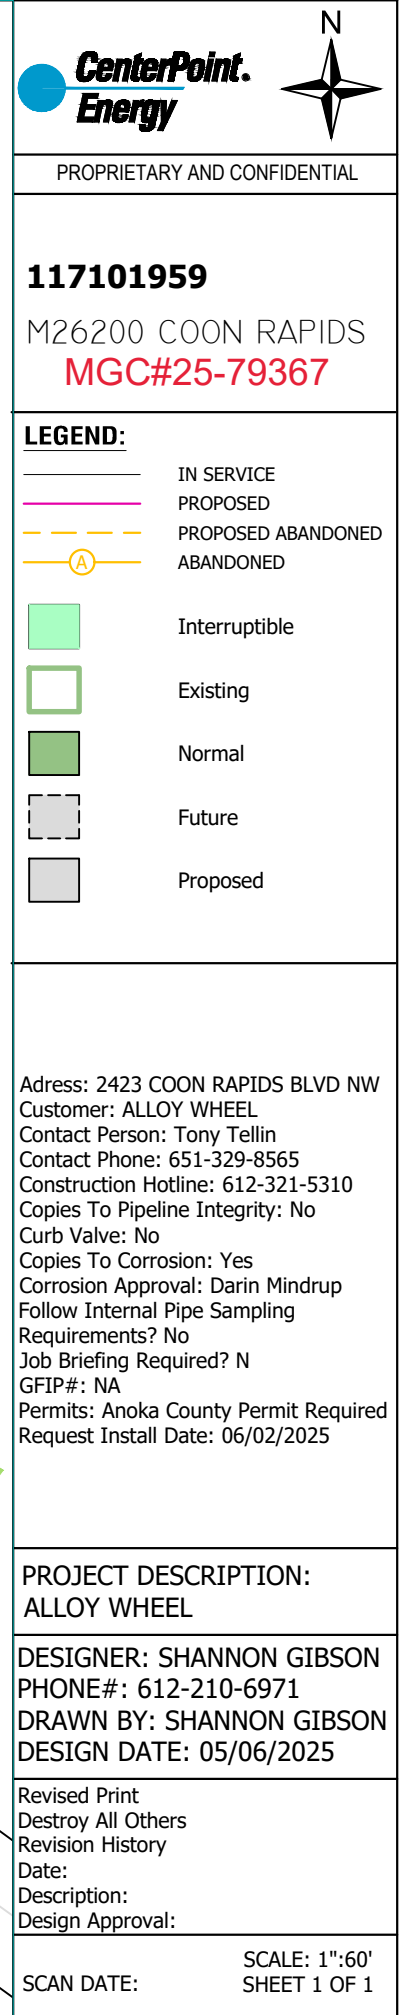 N
CenterPoint.
Energy
PROPRIETARY AND CONFIDENTIAL
117101959
M26200 COON RAPIDS
MGC#25-79367
LEGEND:
IN SERVICE
PROPOSED
PROPOSED ABANDONED
A
ABANDONED
Interruptible
Existing
Normal
Future
Proposed
Adress: 2423 COON RAPIDS BLVD NW
Customer: ALLOY WHEEL
Contact Person: Tony Tellin
Contact Phone: 651-329-8565
Construction Hotline: 612-321-5310
Copies To Pipeline Integrity: No
Curb Valve: No
Copies To Corrosion: Yes
Corrosion Approval: Darin Mindrup
Follow Internal Pipe Sampling
Requirements? No
Job Briefing Required? N
GFIP#: NA
Permits: Anoka County Permit Required
Request Install Date: 06/02/2025
PROJECT DESCRIPTION:
ALLOY WHEEL
DESIGNER: SHANNON GIBSON
PHONE#: 612-210-6971
DRAWN BY: SHANNON GIBSON
DESIGN DATE: 05/06/2025
Revised Print
Destroy All Others
Revision History
Date:
Description:
Design Approval:
SCALE: 1":60'
SCAN DATE:
SHEET 1 OF 1